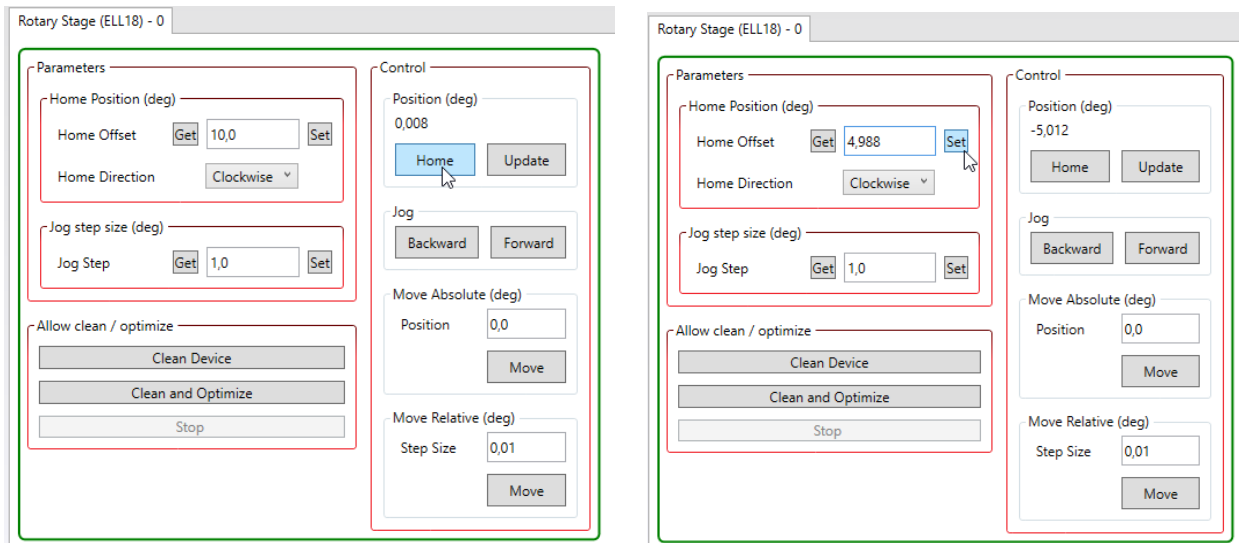 Rotary Stage (ELL18) - 0
Parameters
Home Position (deg)
Home Offset Get 10,0 Set
Home Direction Clockwise
Jog step size (deg)
Jog Step Get 1,0 Set
Allow clean / optimize
Clean Device
Clean and Optimize
Stop
Control
Position (deg)
0,008
Home Update
Jog
Backward Forward
Move Absolute (deg)
Position 0,0
Move
Move Relative (deg)
Step Size 0,01
Move
Rotary Stage (ELL18) - 0
Parameters
Home Position (deg)
Home Offset Get 4,988 Set
Home Direction Clockwise
Jog step size (deg)
Jog Step Get 1,0 Set
Allow clean / optimize
Clean Device
Clean and Optimize
Stop
Control
Position (deg)
-5,012
Home Update
Jog
Backward Forward
Move Absolute (deg)
Position 0,0
Move
Move Relative (deg)
Step Size 0,01
Move